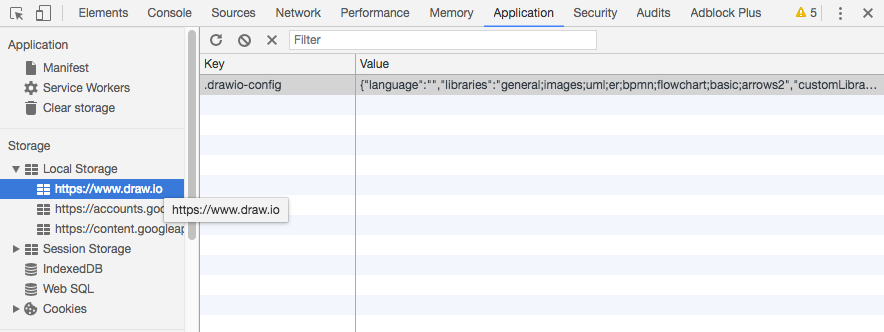 Elements Console Sources Network Performance Memory Application Security Audits Adblock Plus 5
Application
Manifest
Service Workers
Clear storage
Storage
Local Storage
https://www.draw.io
https://accounts.goo
https://content.googleap
Session Storage
IndexedDB
Web SQL
Cookies
https://www.draw.io
Filter
Key Value
.drawio-config {"language":"","libraries":"general;images;uml;er;bpmn;flowchart;basic;arrows2","customLibra…